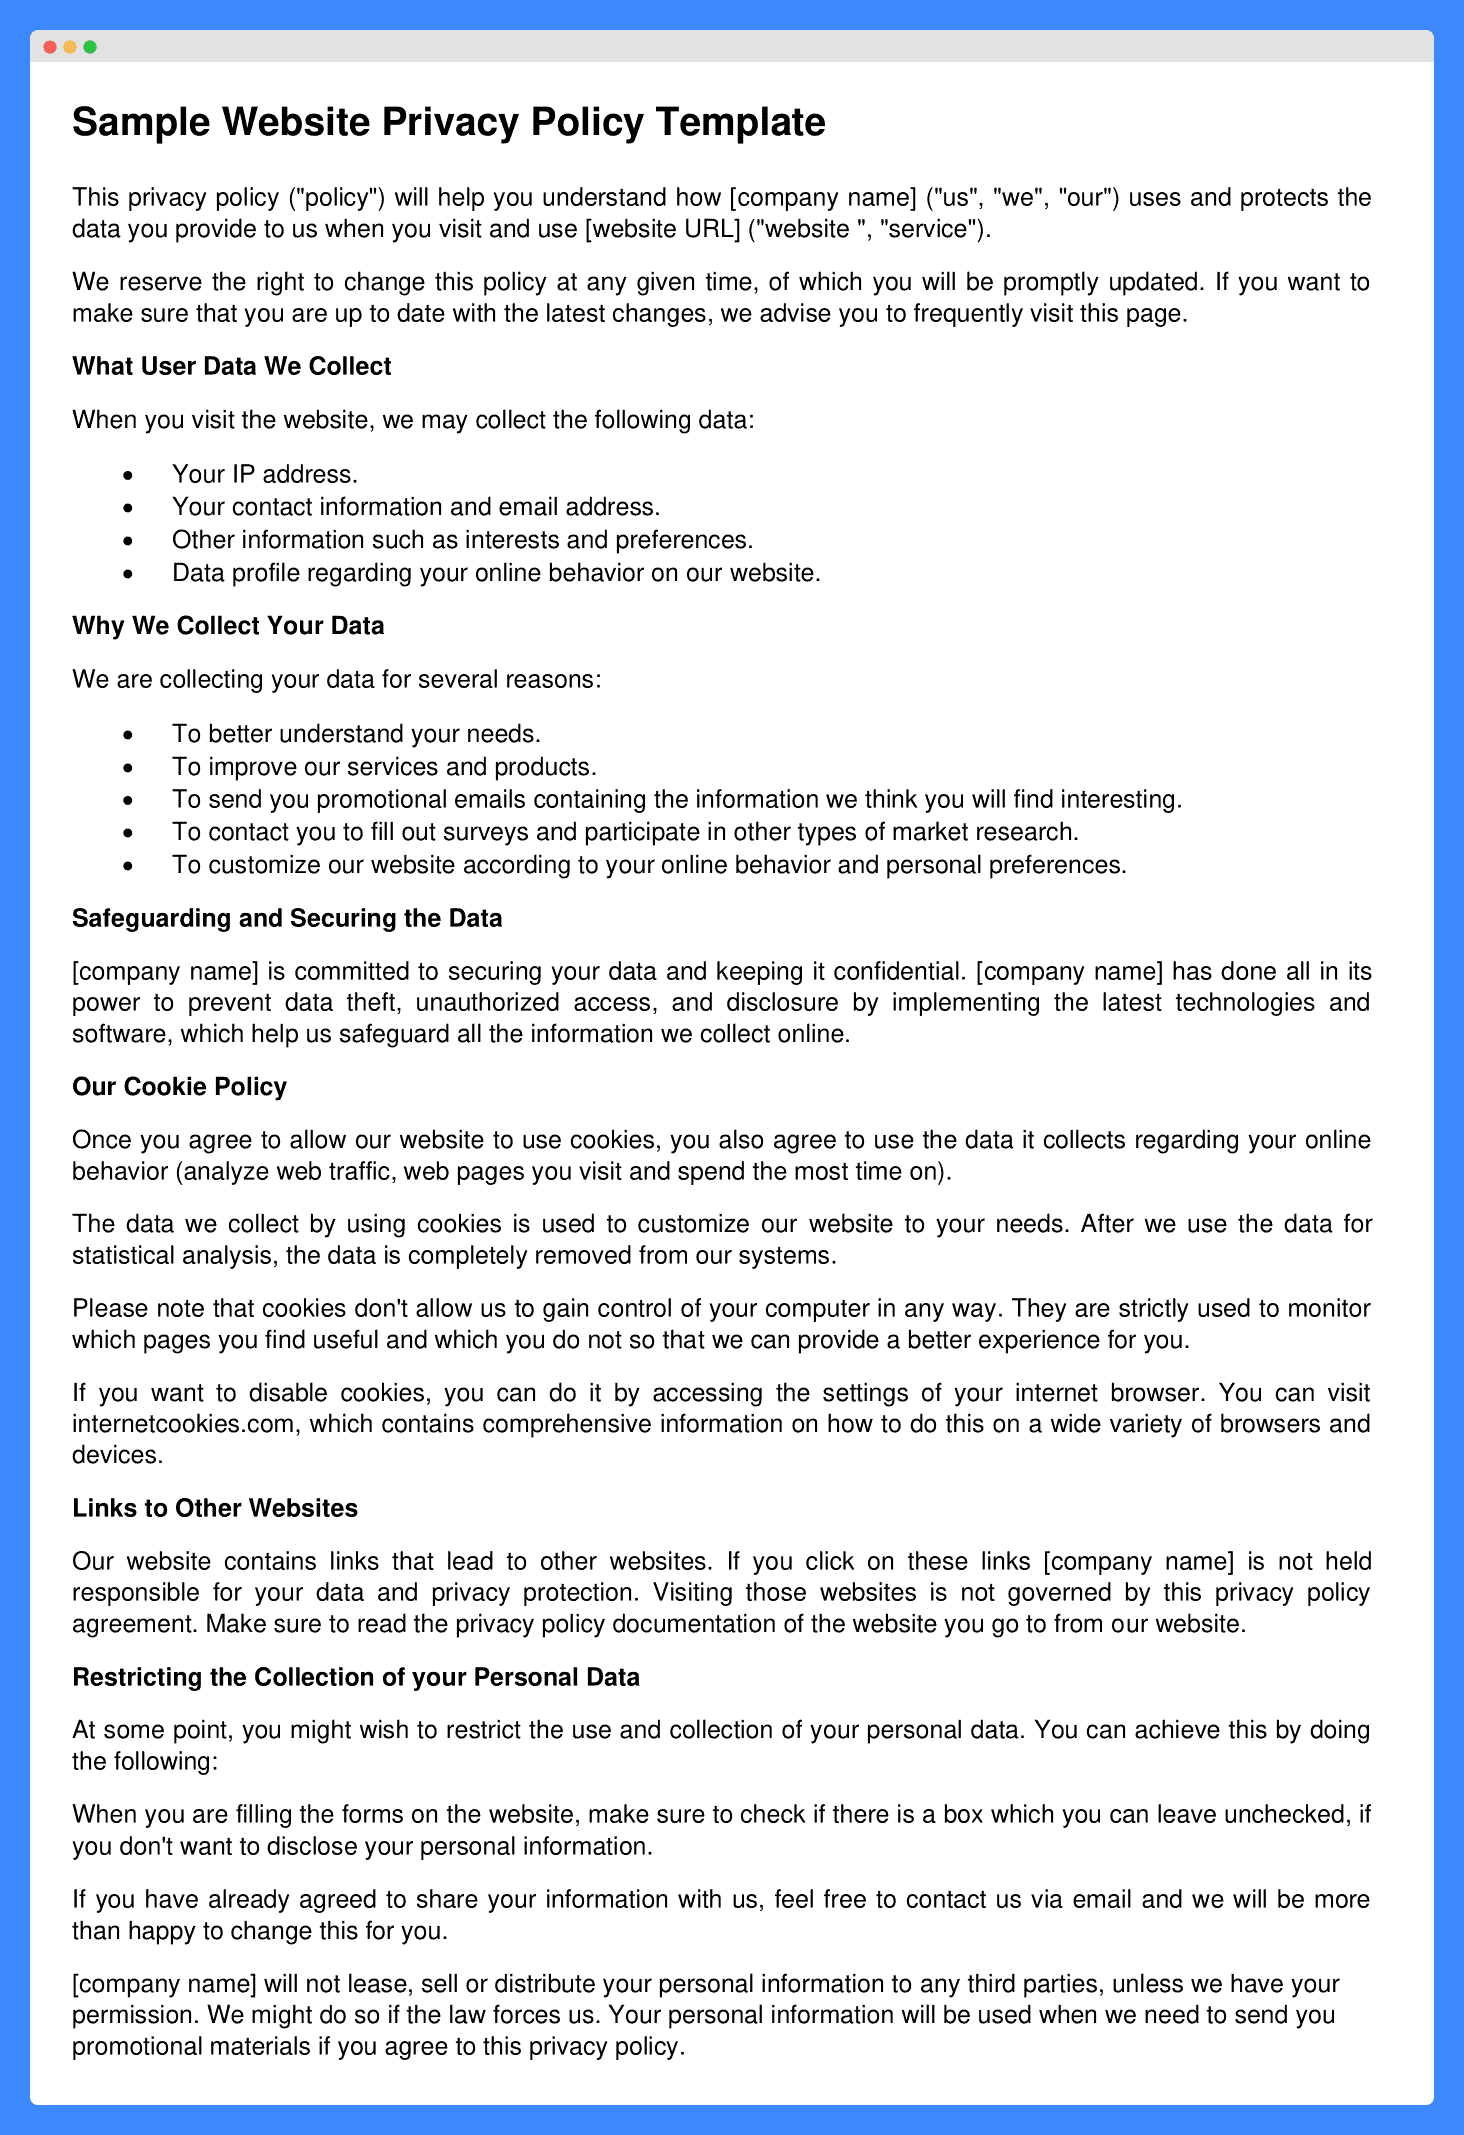 Sample Website Privacy Policy Template
This privacy policy ("policy") will help you understand how [company name] ("us", "we", "our") uses and protects the
data you provide to us when you visit and use [website URL] ("website ", "service").
We reserve the right to change this policy at any given time, of which you will be promptly updated. If you want to
make sure that you are up to date with the latest changes, we advise you to frequently visit this page.
What User Data We Collect
When you visit the website, we may collect the following data:
• Your IP address.
• Your contact information and email address.
• Other information such as interests and preferences.
• Data profile regarding your online behavior on our website.
Why We Collect Your Data
We are collecting your data for several reasons:
• To better understand your needs.
• To improve our services and products.
• To send you promotional emails containing the information we think you will find interesting.
• To contact you to fill out surveys and participate in other types of market research.
• To customize our website according to your online behavior and personal preferences.
Safeguarding and Securing the Data
[company name] is committed to securing your data and keeping it confidential. [company name] has done all in its
power to prevent data theft, unauthorized access, and disclosure by implementing the latest technologies and
software, which help us safeguard all the information we collect online.
Our Cookie Policy
Once you agree to allow our website to use cookies, you also agree to use the data it collects regarding your online
behavior (analyze web traffic, web pages you visit and spend the most time on).
The data we collect by using cookies is used to customize our website to your needs. After we use the data for
statistical analysis, the data is completely removed from our systems.
Please note that cookies don't allow us to gain control of your computer in any way. They are strictly used to monitor
which pages you find useful and which you do not so that we can provide a better experience for you.
If you want to disable cookies, you can do it by accessing the settings of your internet browser. You can visit
internetcookies.com, which contains comprehensive information on how to do this on a wide variety of browsers and
devices.
Links to Other Websites
Our website contains links that lead to other websites. If you click on these links [company name] is not held
responsible for your data and privacy protection. Visiting those websites is not governed by this privacy policy
agreement. Make sure to read the privacy policy documentation of the website you go to from our website.
Restricting the Collection of your Personal Data
At some point, you might wish to restrict the use and collection of your personal data. You can achieve this by doing
the following:
When you are filling the forms on the website, make sure to check if there is a box which you can leave unchecked, if
you don't want to disclose your personal information.
If you have already agreed to share your information with us, feel free to contact us via email and we will be more
than happy to change this for you.
[company name] will not lease, sell or distribute your personal information to any third parties, unless we have your
permission. We might do so if the law forces us. Your personal information will be used when we need to send you
promotional materials if you agree to this privacy policy.